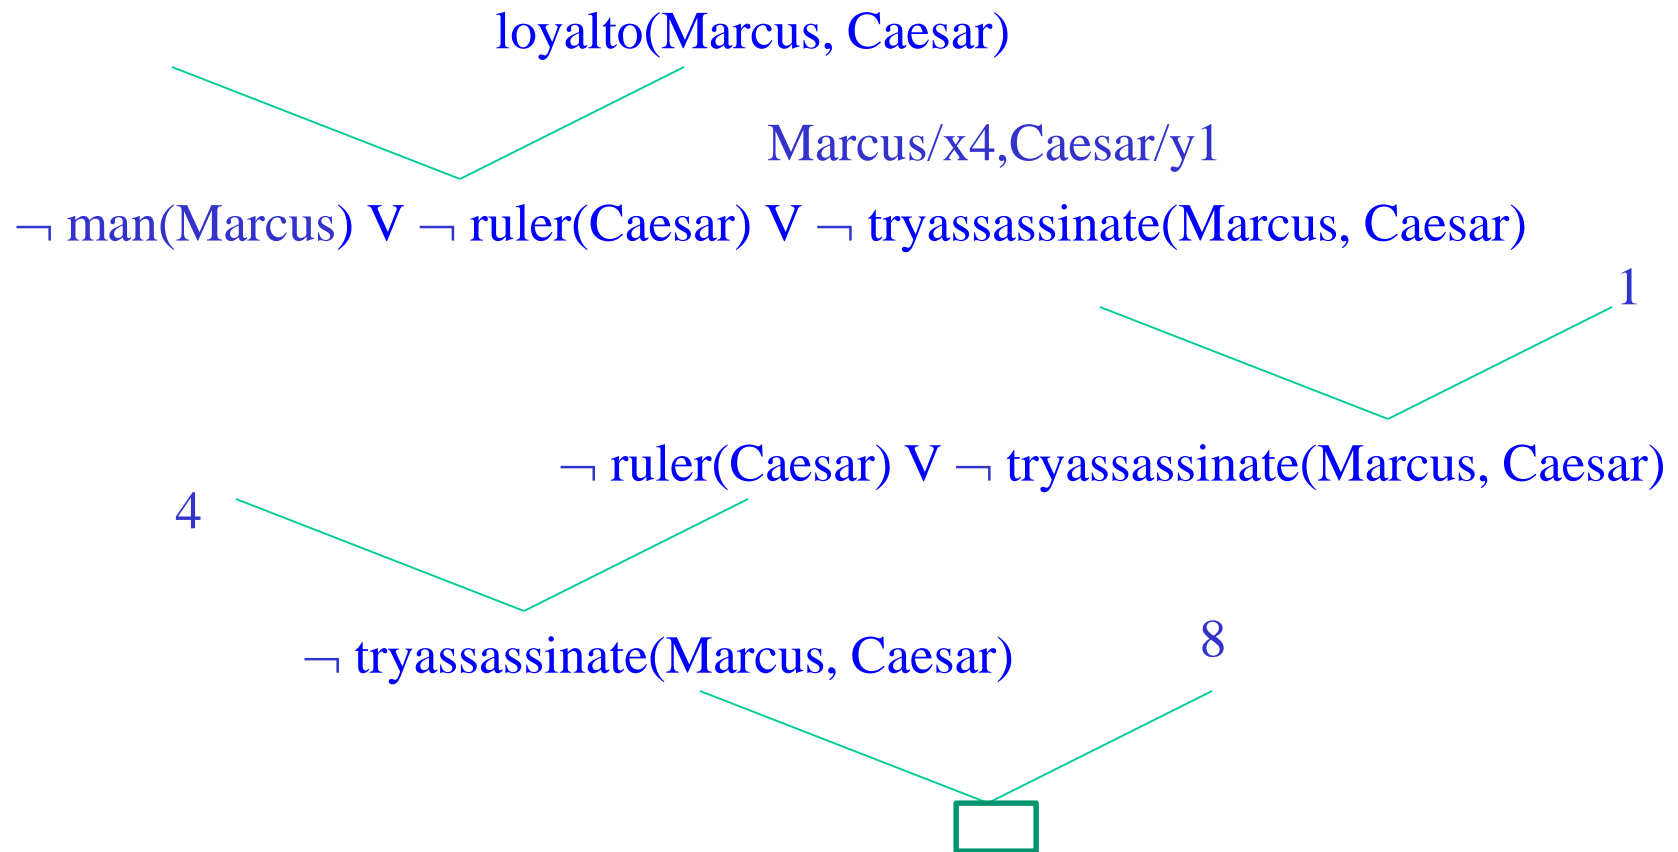 loyalto(Marcus, Caesar)
Marcus/x4,Caesar/y1
¬ man(Marcus) V ¬ ruler(Caesar) V ¬ tryassassinate(Marcus, Caesar)
1
¬ ruler(Caesar) V ¬ tryassassinate(Marcus, Caesar)
4
8
¬ tryassassinate(Marcus, Caesar)